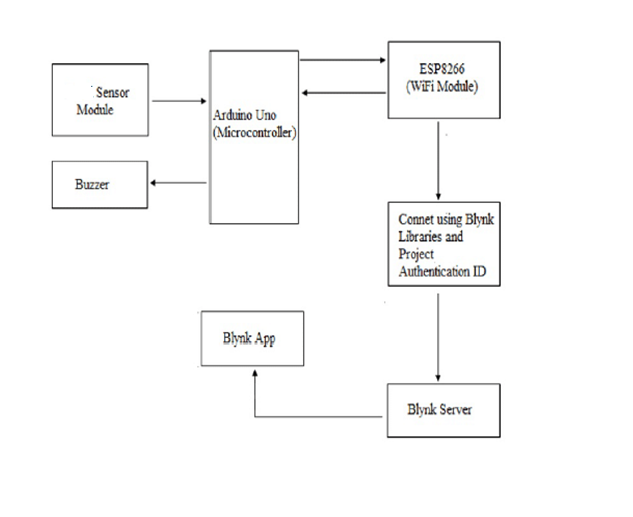 Sensor
Module
Buzzer
Arduino Uno
(Microcontroller)
ESP8266
(WiFi Module)
Connet using Blynk
Libraries and
Project
Authentication ID
Blynk Server
Blynk App